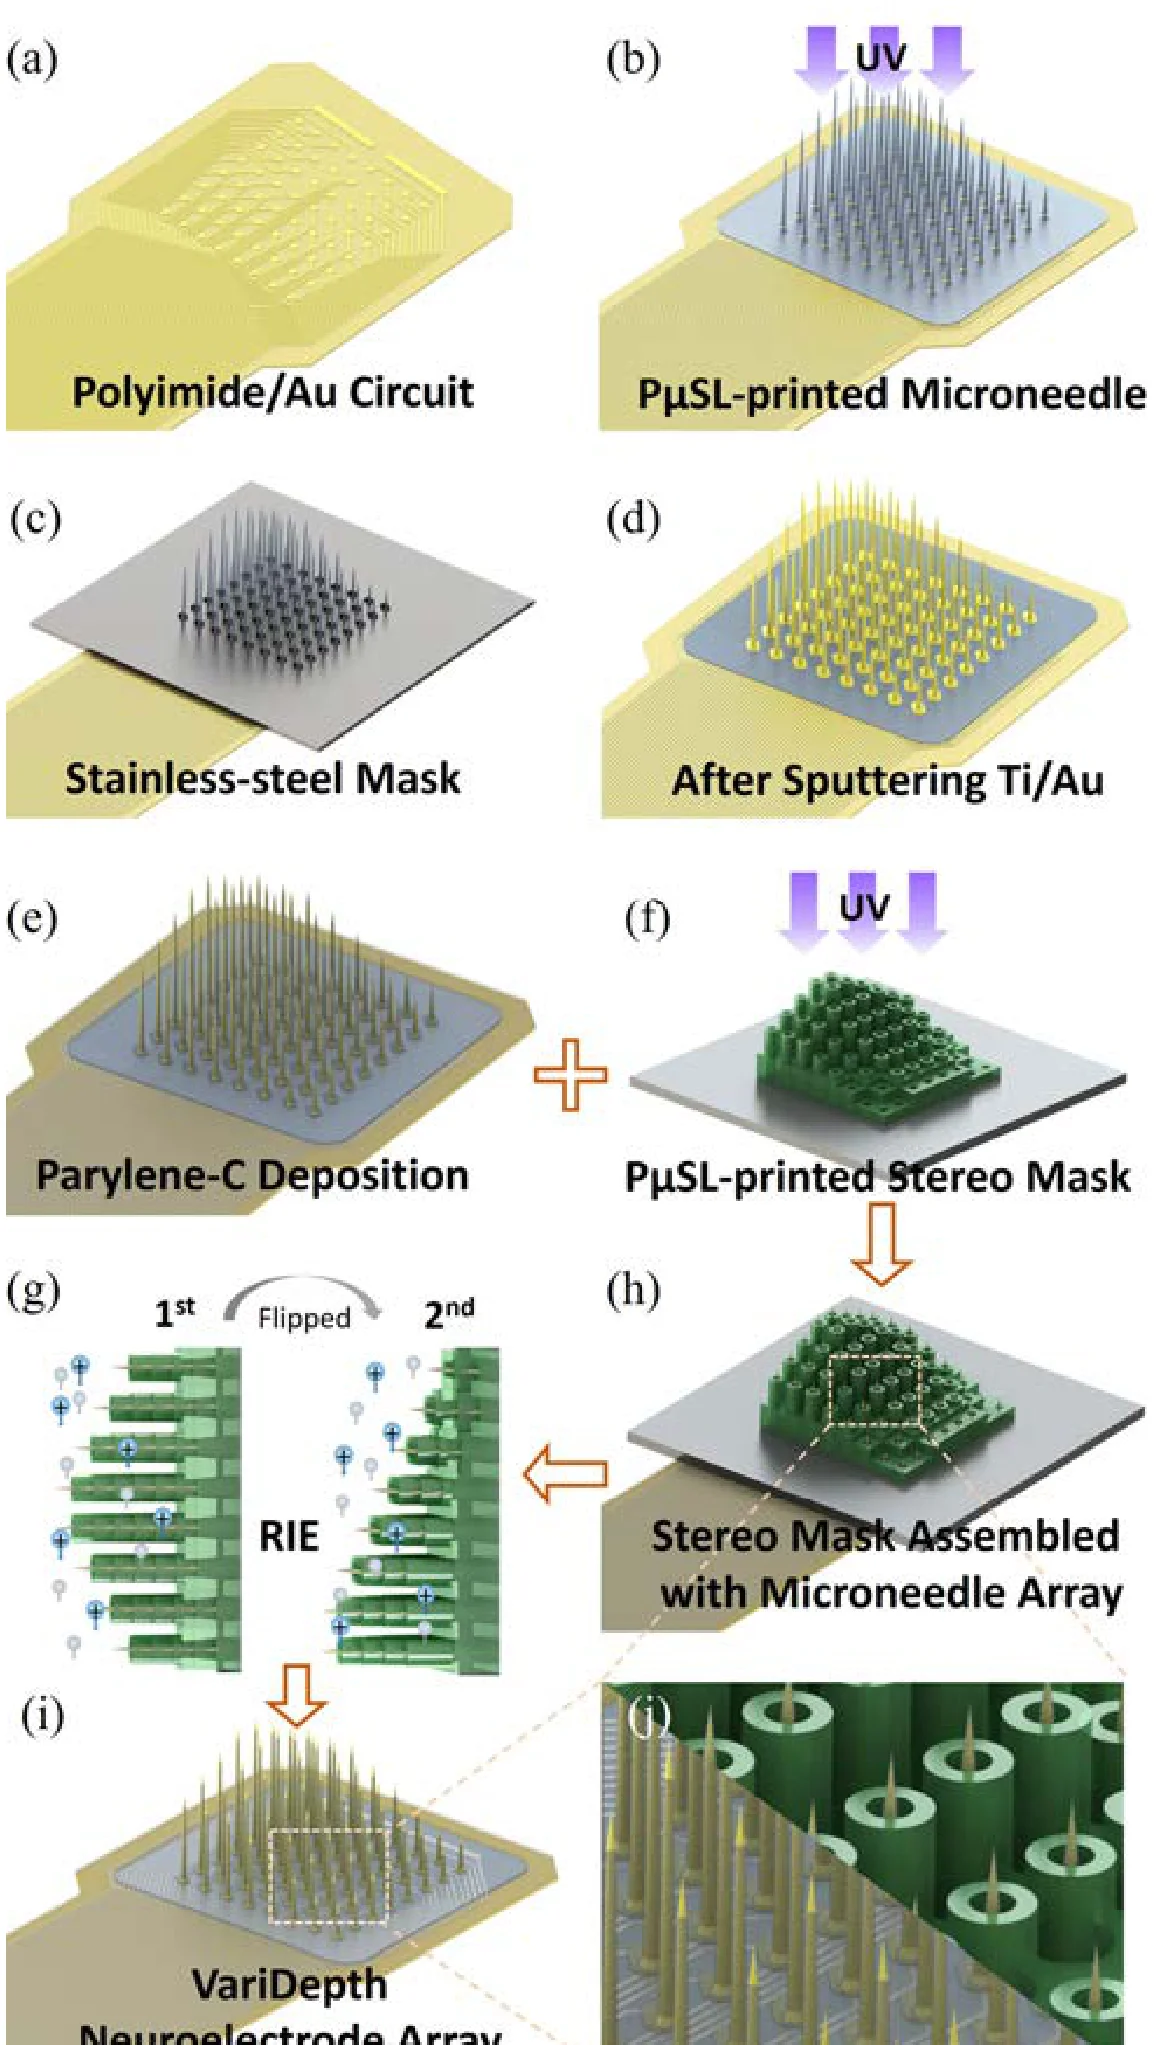 (a)
Polyimide/Au Circuit
(b)
UV
PµSL-printed Microneedle
(c)
Stainless-steel Mask
(d)
After Sputtering Ti/Au
(e)
Parylene-C Deposition
(f)
UV
PµSL-printed Stereo Mask
(g)
1st
Flipped
2nd
RIE
(h)
Stereo Mask Assembled
with Microneedle Array
(i)
VariDepth
Neuroelectrode Array
(j)